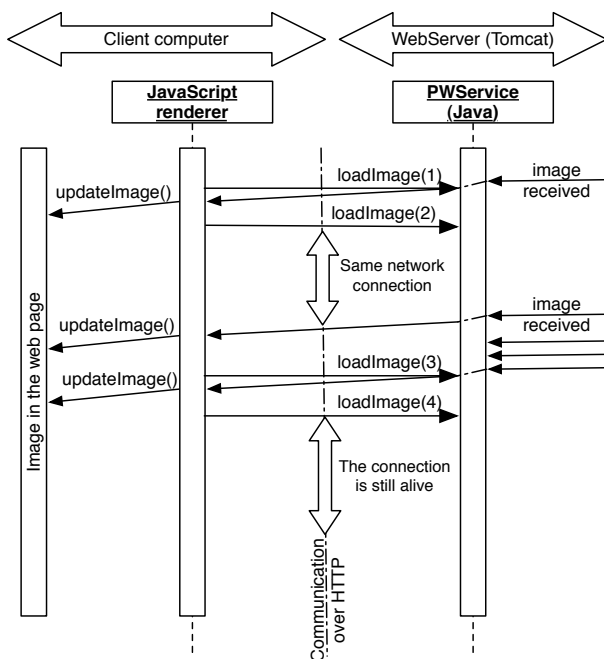 Client computer
WebServer (Tomcat)
JavaScript
renderer
PWService
(Java)
loadImage(1)
image
received
updateImage()
loadImage(2)
Same network
connection
image
received
updateImage()
loadImage(3)
updateImage()
loadImage(4)
The connection
is still alive
Image in the web page
Communication
over HTTP